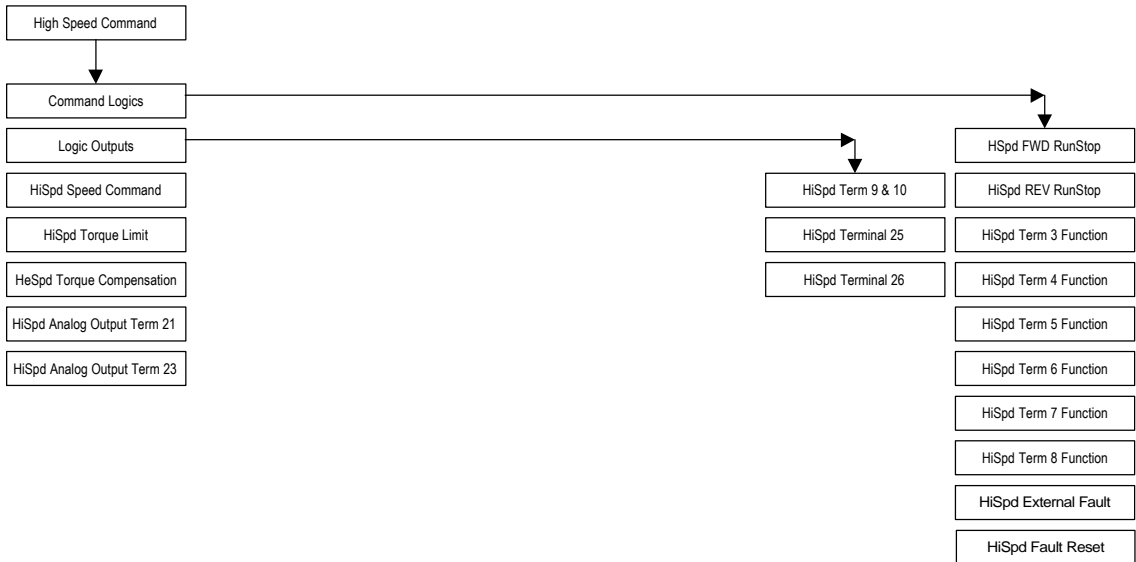 High Speed Command
Command Logics
Logic Outputs
HiSpd Speed Command
HiSpd Torque Limit
HeSpd Torque Compensation
HiSpd Analog Output Term 21
HiSpd Analog Output Term 23
HiSpd Term 9 & 10
HiSpd Terminal 25
HiSpd Terminal 26
HSpd FWD RunStop
HiSpd REV RunStop
HiSpd Term 3 Function
HiSpd Term 4 Function
HiSpd Term 5 Function
HiSpd Term 6 Function
HiSpd Term 7 Function
HiSpd Term 8 Function
HiSpd External Fault
HiSpd Fault Reset